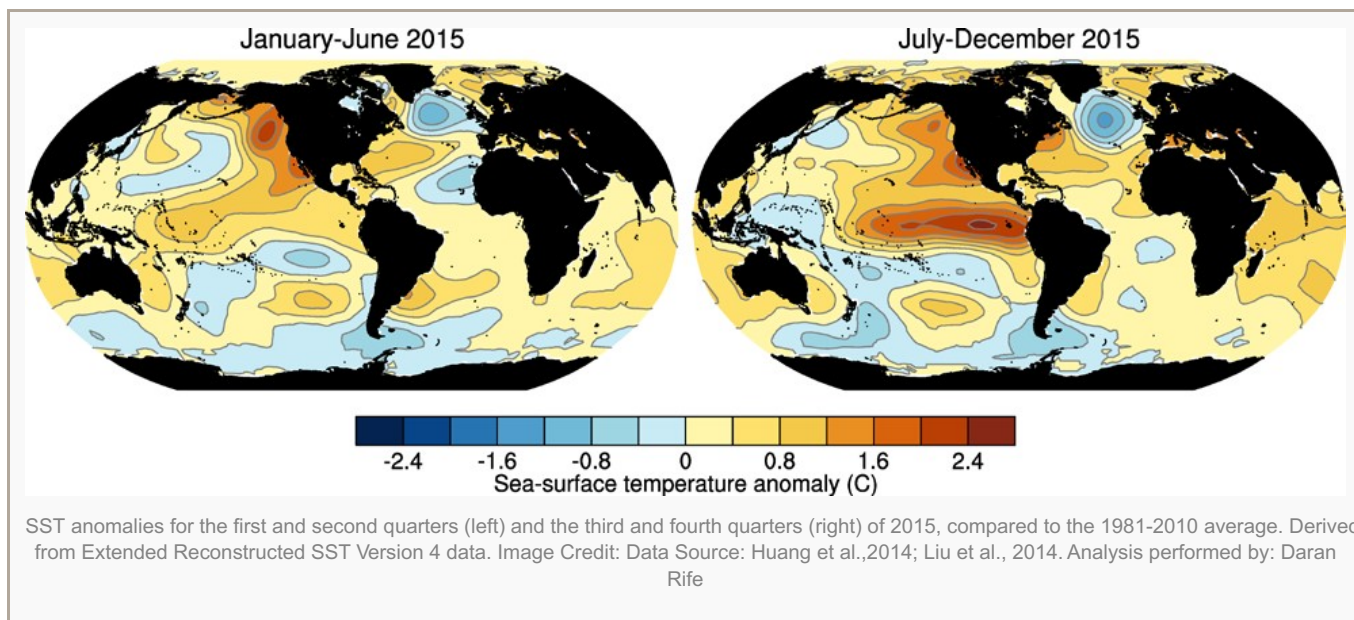 January-June 2015
July-December 2015
-2.4 -1.6 -0.8 0 0.8 1.6 2.4
Sea-surface temperature anomaly (C)
SST anomalies for the first and second quarters (left) and the third and fourth quarters (right) of 2015, compared to the 1981-2010 average. Derived
from Extended Reconstructed SST Version 4 data. Image Credit: Data Source: Huang et al.,2014; Liu et al., 2014. Analysis performed by: Daran
Rife